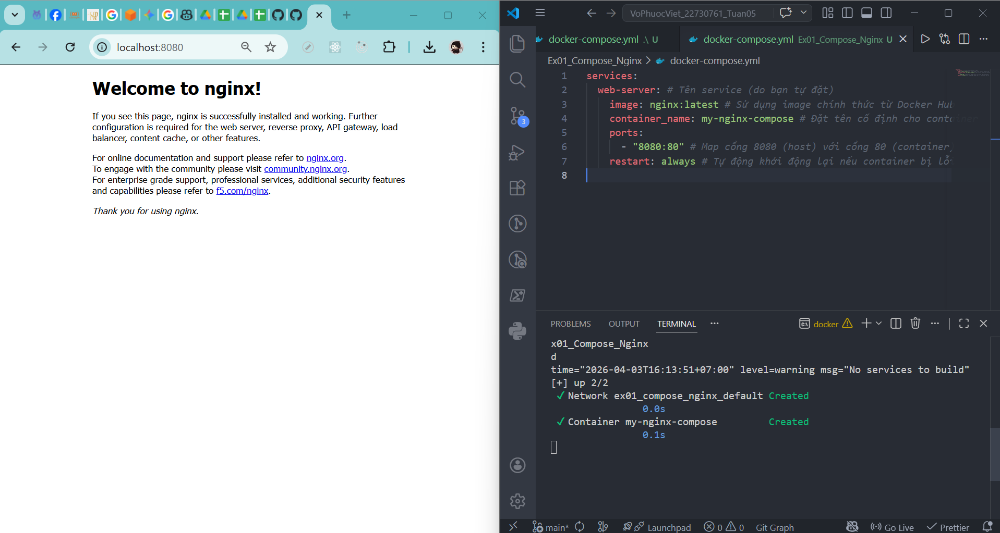 localhost:8080
Welcome to nginx!
If you see this page, nginx is successfully installed and working. Further
configuration is required for the web server, reverse proxy, API gateway, load
balancer, content cache, or other features.
For online documentation and support please refer to nginx.org.
To engage with the community please visit community.nginx.org.
For enterprise grade support, professional services, additional security features
and capabilities please refer to f5.com/nginx.
Thank you for using nginx.
VoPhuocViet_22730761_Tuan05
docker-compose.yml .\ U
docker-compose.yml Ex01_Compose_Nginx U
Ex01_Compose_Nginx > docker-compose.yml
1 services:
2 web-server: # Tên service (do bạn tự đặt)
3 image: nginx:latest # Sử dụng image chính thức từ Docker Hub
4 container_name: my-nginx-compose # Đặt tên cố định cho container
5 ports:
6 - "8080:80" # Map cổng 8080 (host) với cổng 80 (container)
7 restart: always # Tự động khởi động lại nếu container bị lỗi
8
3
PROBLEMS OUTPUT TERMINAL ... docker
x01_Compose_Nginx
d
time="2026-04-03T16:13:51+07:00" level=warning msg="No services to build"
[+] up 2/2
✓ Network ex01_compose_nginx_default Created
0.0s
✓ Container my-nginx-compose Created
0.1s
main* Launchpad 0 0 Git Graph Go Live Prettier